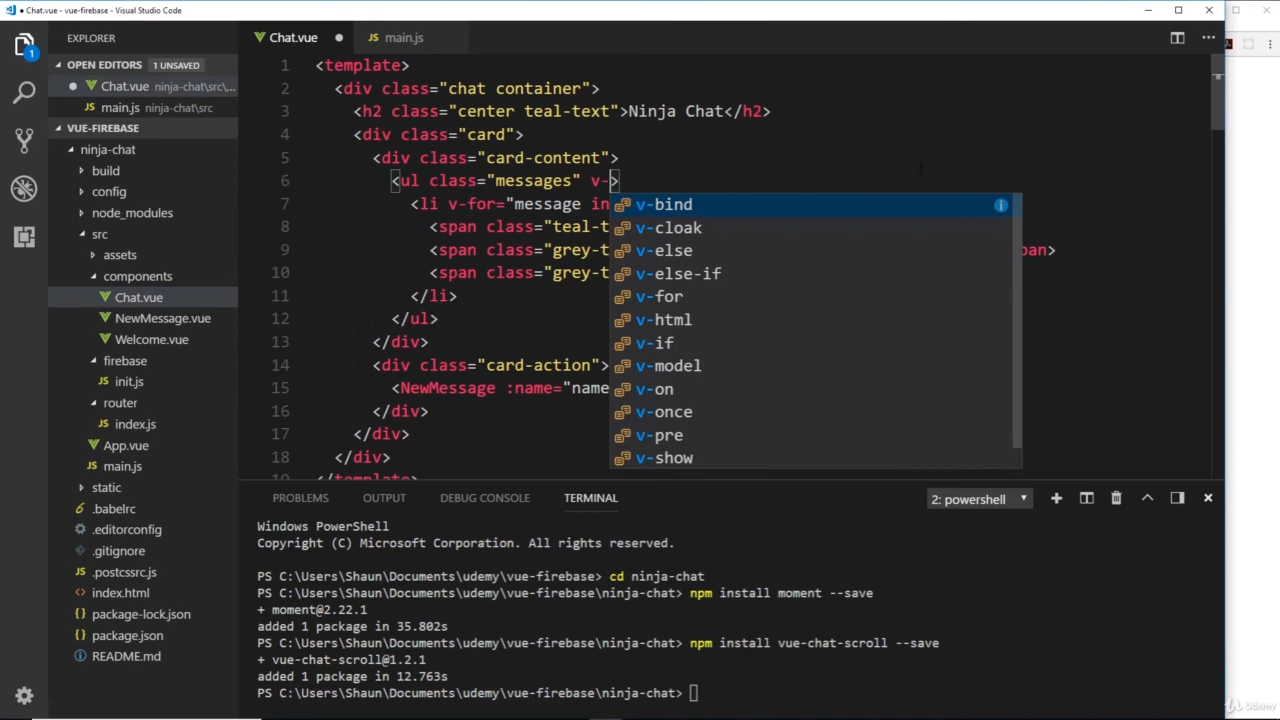 Chat.vue - vue-firebase - Visual Studio Code
EXPLORER
Chat.vue
main.js
OPEN EDITORS
1 UNSAVED
Chat.vue ninja-chat\src\...
main.js ninja-chat\src
VUE-FIREBASE
ninja-chat
build
config
node_modules
src
assets
components
Chat.vue
NewMessage.vue
Welcome.vue
firebase
init.js
router
index.js
App.vue
main.js
static
.babelrc
.editorconfig
.gitignore
.postcssrc.js
index.html
package-lock.json
package.json
README.md
1
1 <template>
2 <div class="chat container">
3 <h2 class="center teal-text">Ninja Chat</h2>
4 <div class="card">
5 <div class="card-content">
6 <ul class="messages" v->
7 <li v-for="message in
8 <span class="teal-t
9 <span class="grey-t
pan>
10 <span class="grey-t
11 </li>
12 </ul>
13 </div>
14 <div class="card-action">
15 <NewMessage :name="name
16 </div>
17 </div>
18 </div>
</template>
v-bind
v-cloak
v-else
v-else-if
v-for
v-html
v-if
v-model
v-on
v-once
v-pre
v-show
PROBLEMS
OUTPUT
DEBUG CONSOLE
TERMINAL
2: powershell
Windows PowerShell
Copyright (C) Microsoft Corporation. All rights reserved.
PS C:\Users\Shaun\Documents\udemy\vue-firebase> cd ninja-chat
PS C:\Users\Shaun\Documents\udemy\vue-firebase\ninja-chat> npm install moment --save
+ moment@2.22.1
added 1 package in 35.802s
PS C:\Users\Shaun\Documents\udemy\vue-firebase\ninja-chat> npm install vue-chat-scroll --save
+ vue-chat-scroll@1.2.1
added 1 package in 12.763s
PS C:\Users\Shaun\Documents\udemy\vue-firebase\ninja-chat>
Udemy